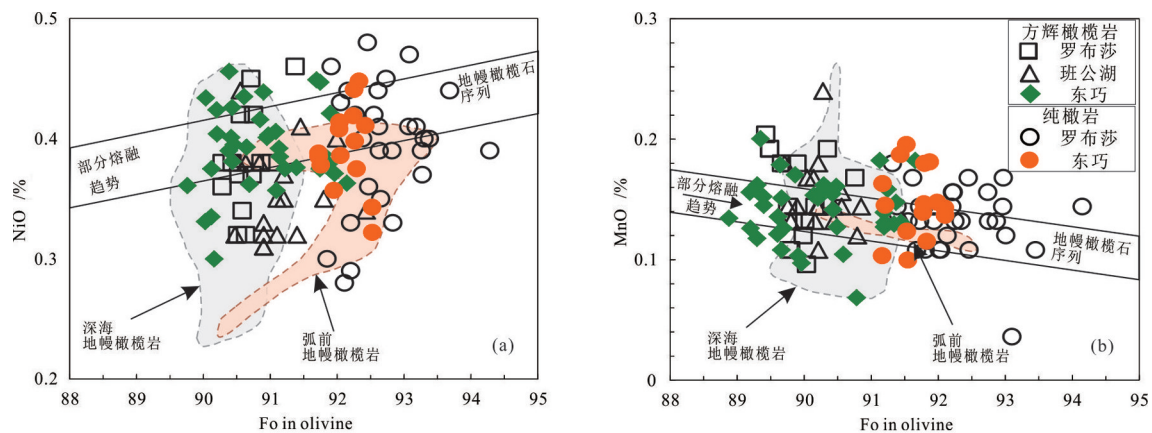 0.5
0.4
0.3
0.2
NiO /%
地幔橄榄石
序列
部分熔融
趋势
深海
地幔橄榄岩
弧前
地幔橄榄岩
(a)
88
89
90
91
92
93
94
95
Fo in olivine
0.3
0.2
0.1
0
MnO /%
方辉橄榄岩
罗布莎
班公湖
东巧
纯橄岩
罗布莎
东巧
部分熔融
趋势
地幔橄榄石
序列
深海
地幔橄榄岩
弧前
地幔橄榄岩
(b)
88
89
90
91
92
93
94
95
Fo in olivine